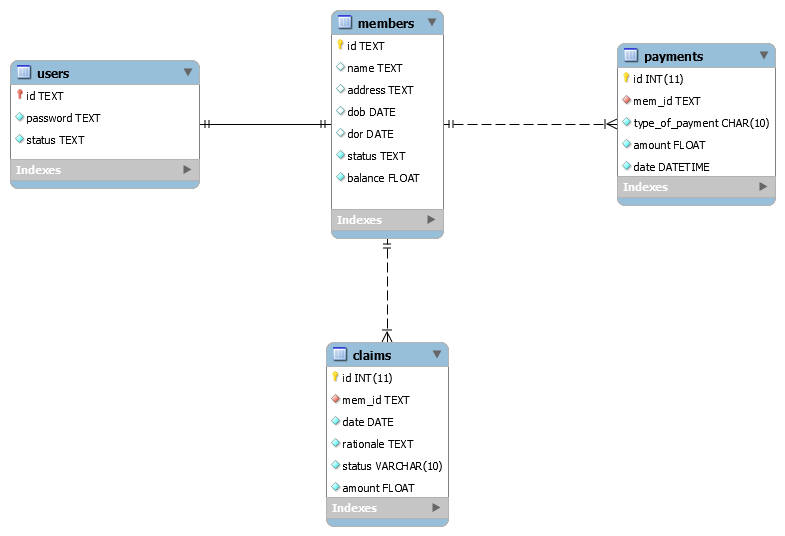 users
id TEXT
password TEXT
status TEXT
Indexes
members
id TEXT
name TEXT
address TEXT
dob DATE
dor DATE
status TEXT
balance FLOAT
Indexes
payments
id INT(11)
mem_id TEXT
type_of_payment CHAR(10)
amount FLOAT
date DATETIME
Indexes
claims
id INT(11)
mem_id TEXT
date DATE
rationale TEXT
status VARCHAR(10)
amount FLOAT
Indexes